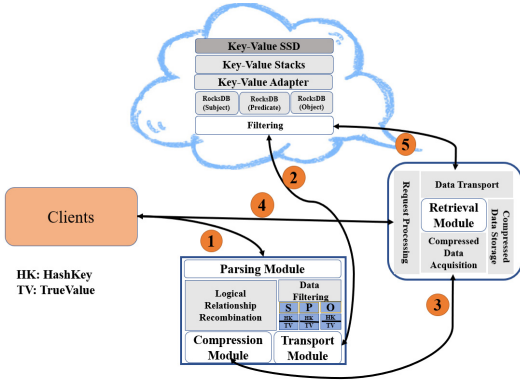 Key-Value SSD
Key-Value Stacks
Key-Value Adapter
RocksDB
(Subject)
RocksDB
(Predicate)
RocksDB
(Object)
Filtering
5
2
Clients
4
1
Request Processing
Data Transport
Retrieval
Module
Compressed
Data
Acquisition
Compressed
Data Storage
HK: HashKey
TV: TrueValue
Parsing Module
Logical
Relationship
Recombination
Data
Filtering
S P O
HK HK HK
TV TV TV
Compression
Module
Transport
Module
3